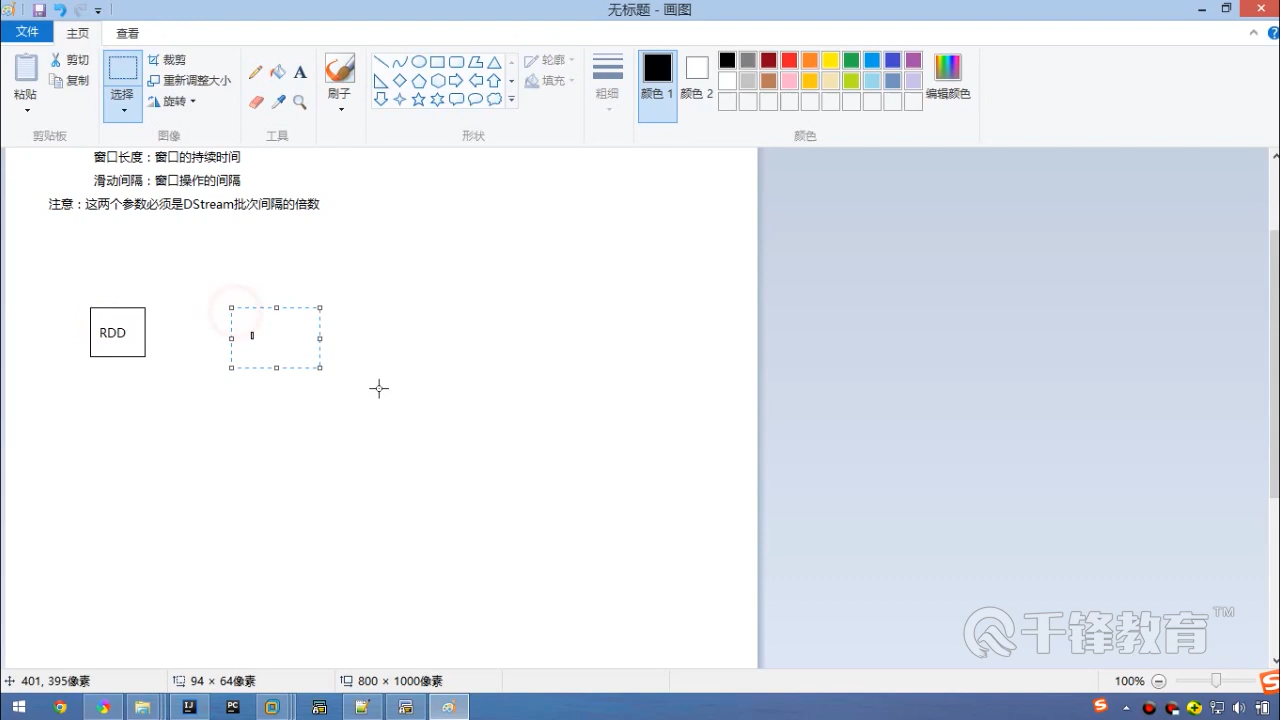 无标题 - 画图
文件 主页 查看
粘贴
剪切
复制
剪贴板
选择
裁剪
重新调整大小
旋转
图像
A
工具
刷子
形状
轮廓
填充
粗细
颜色 1
颜色 2
编辑颜色
颜色
窗口长度：窗口的持续时间
滑动间隔：窗口操作的间隔
注意：这两个参数必须是DStream批次间隔的倍数
RDD
千锋教育™
401, 395像素 94 × 64像素 800 × 1000像素 100%
IJ PC